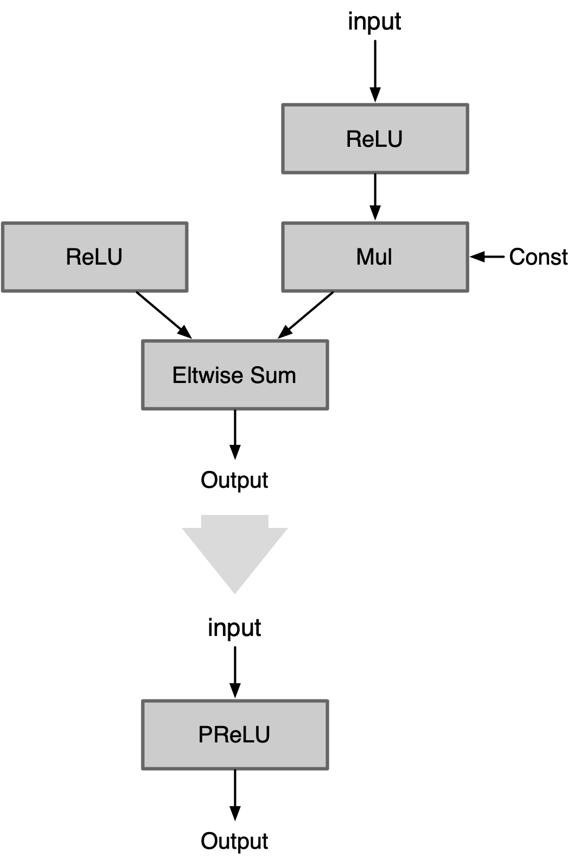 input
ReLU
ReLU
Mul
Const
Eltwise Sum
Output
input
PReLU
Output